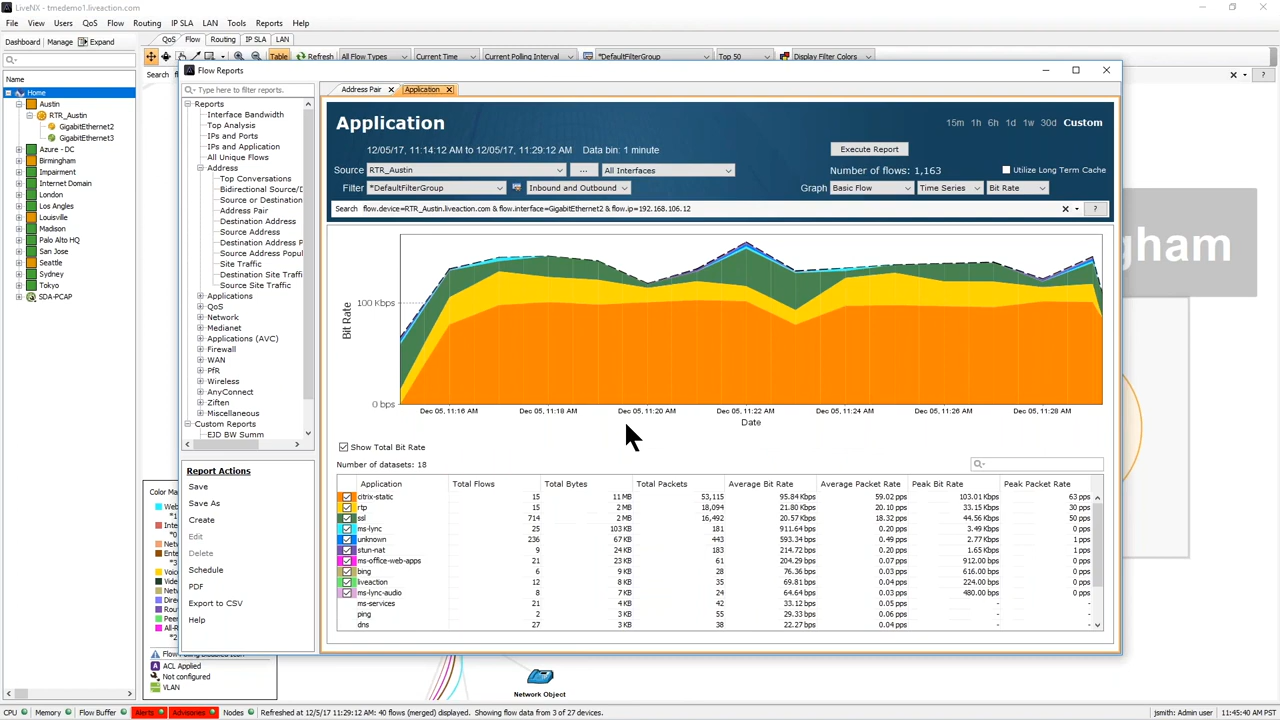 LiveNX - tmedemo1.liveaction.com
File View Users QoS Flow Routing IP SLA LAN Tools Reports Help
Dashboard Manage Expand
QoS Flow Routing IP SLA LAN
Table Refresh All Flow Types Current Time Current Polling Interval *DefaultFilterGroup Top 50 Display Filter Colors
Search
Name
Home
Austin
RTR_Austin
GigabitEthernet2
GigabitEthernet3
Azure - DC
Birmingham
Impairment
Internet Domain
London
Los Angles
Louisville
Madison
Palo Alto HQ
San Jose
Seattle
Sydney
Tokyo
SDA-PCAP
Flow Reports
Type here to filter reports.
Reports
Interface Bandwidth
Top Analysis
IPs and Ports
IPs and Application
All Unique Flows
Address
Top Conversations
Bidirectional Source/D
Source or Destination
Address Pair
Destination Address
Source Address
Destination Address P
Source Address Popul
Site Traffic
Destination Site Traffi
Source Site Traffic
Applications
QoS
Network
Medianet
Applications (AVC)
Firewall
WAN
PfR
Wireless
AnyConnect
Ziften
Miscellaneous
Custom Reports
EJD BW Summ
Report Actions
Save
Save As
Create
Edit
Delete
Schedule
PDF
Export to CSV
Help
Address Pair Application
Application
15m 1h 6h 1d 1w 30d Custom
12/05/17, 11:14:12 AM to 12/05/17, 11:29:12 AM Data bin: 1 minute
Execute Report
Source RTR_Austin ... All Interfaces
Number of flows: 1,163 Utilize Long Term Cache
Filter *DefaultFilterGroup Inbound and Outbound Graph Basic Flow Time Series Bit Rate
Search flow.device=RTR_Austin.liveaction.com & flow.interface=GigabitEthernet2 & flow.ip=192.168.106.12 ?
Bit Rate
100 Kbps
0 bps
Dec 05, 11:16 AM Dec 05, 11:18 AM Dec 05, 11:20 AM Dec 05, 11:22 AM Dec 05, 11:24 AM Dec 05, 11:26 AM Dec 05, 11:28 AM
Date
Show Total Bit Rate
Number of datasets: 18
Application Total Flows Total Bytes Total Packets Average Bit Rate Average Packet Rate Peak Bit Rate Peak Packet Rate
citrix-static 15 11 MB 53,115 95.84 Kbps 59.02 pps 103.01 Kbps 63 pps
rtp 15 2 MB 18,094 21.80 Kbps 20.10 pps 33.15 Kbps 30 pps
ssl 714 2 MB 16,492 20.57 Kbps 18.32 pps 44.56 Kbps 50 pps
ms-lync 25 103 KB 181 911.64 bps 0.20 pps 3.49 Kbps 0 pps
unknown 236 67 KB 443 593.34 bps 0.49 pps 2.77 Kbps 1 pps
stun-nat 9 24 KB 183 214.72 bps 0.20 pps 1.65 Kbps 1 pps
ms-office-web-apps 21 23 KB 61 204.29 bps 0.07 pps 912.00 bps 0 pps
bing 6 9 KB 28 76.36 bps 0.03 pps 616.00 bps 0 pps
liveaction 12 8 KB 35 69.81 bps 0.04 pps 224.00 bps 0 pps
ms-lync-audio 8 7 KB 24 64.64 bps 0.03 pps 480.00 bps 0 pps
ms-services 21 4 KB 42 33.12 bps 0.05 pps - -
ping 2 3 KB 55 29.33 bps 0.06 pps - -
dns 27 3 KB 38 22.27 bps 0.04 pps - -
gham
Color Ma
Web
Inte
Net
Ente
Voic
Vide
Net
Dire
Rou
Peer
All-R
ACL Applied
Not configured
VLAN
Network Object
CPU Memory Flow Buffer Alerts Advisories Nodes Refreshed at 12/5/17 11:29:12 AM: 40 flows (merged) displayed. Showing flow data from 3 of 27 devices. jsmith: Admin user 11:45:40 AM PST